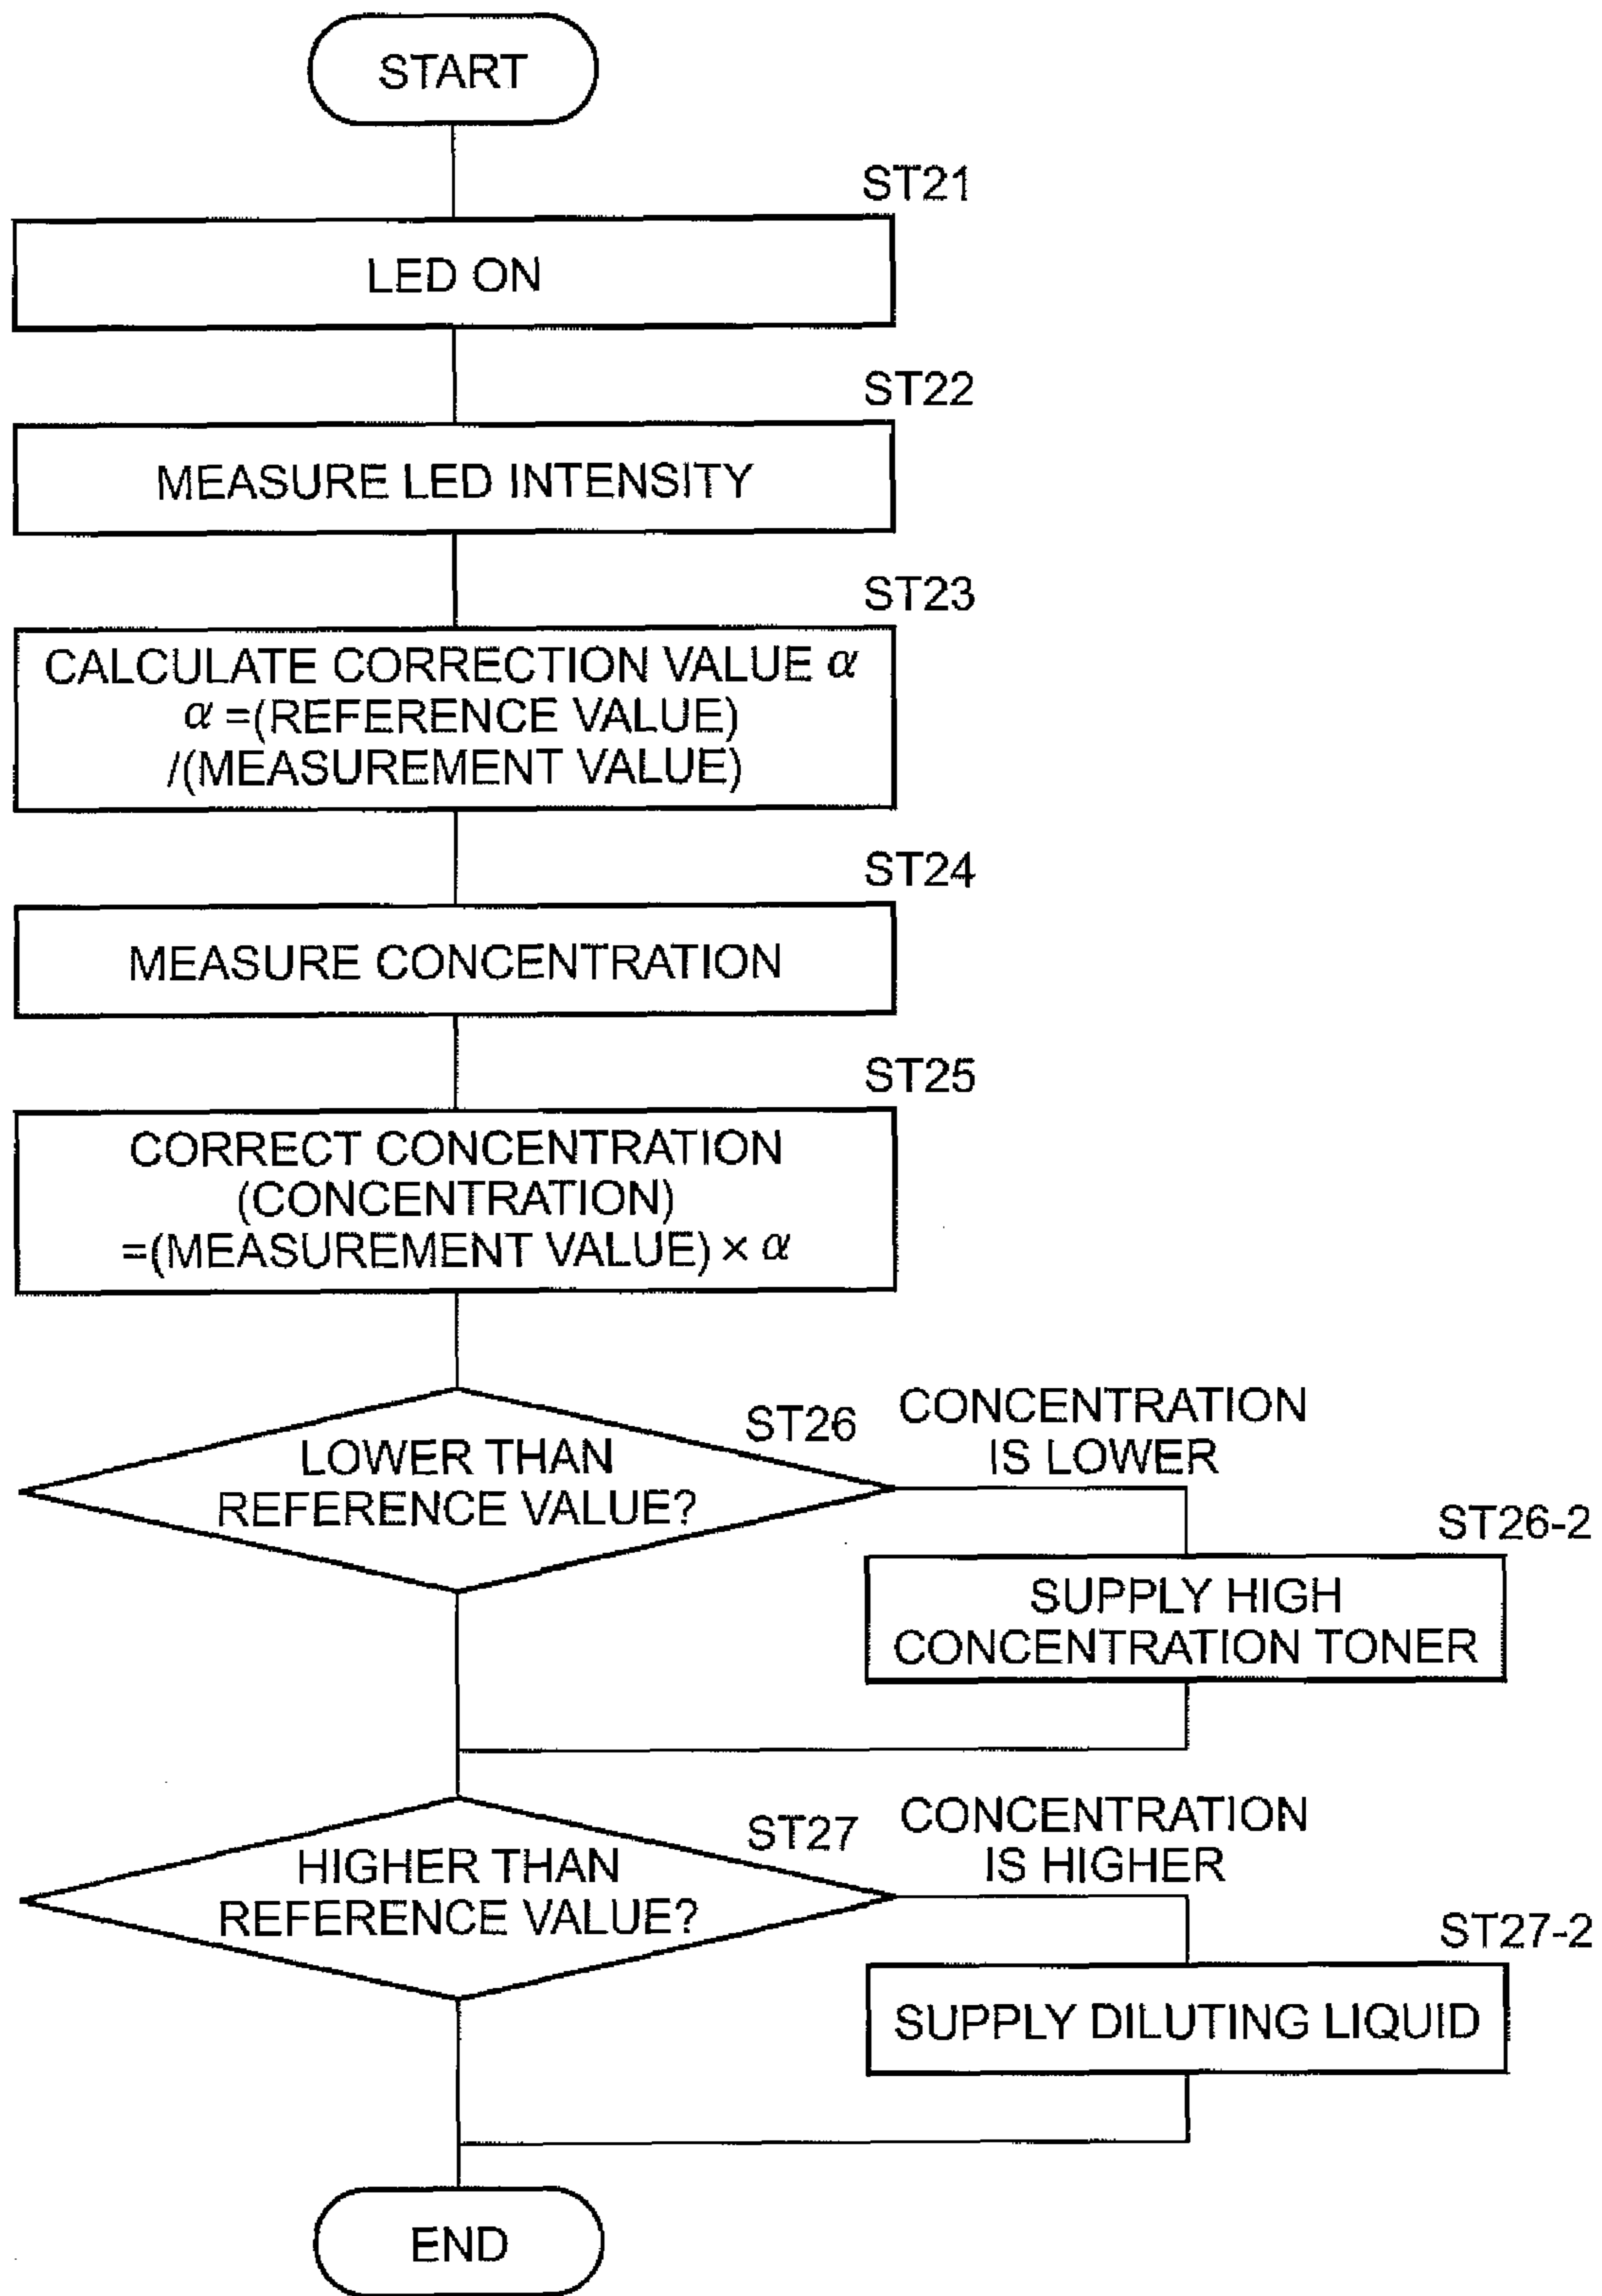 START
ST21
LED ON
ST22
MEASURE LED INTENSITY
ST23
CALCULATE CORRECTION VALUE α
α =(REFERENCE VALUE)
/(MEASUREMENT VALUE)
ST24
MEASURE CONCENTRATION
ST25
CORRECT CONCENTRATION
(CONCENTRATION)
=(MEASUREMENT VALUE) × α
ST26
LOWER THAN
REFERENCE VALUE?
CONCENTRATION
IS LOWER
ST26-2
SUPPLY HIGH
CONCENTRATION TONER
ST27
HIGHER THAN
REFERENCE VALUE?
CONCENTRATION
IS HIGHER
ST27-2
SUPPLY DILUTING LIQUID
END